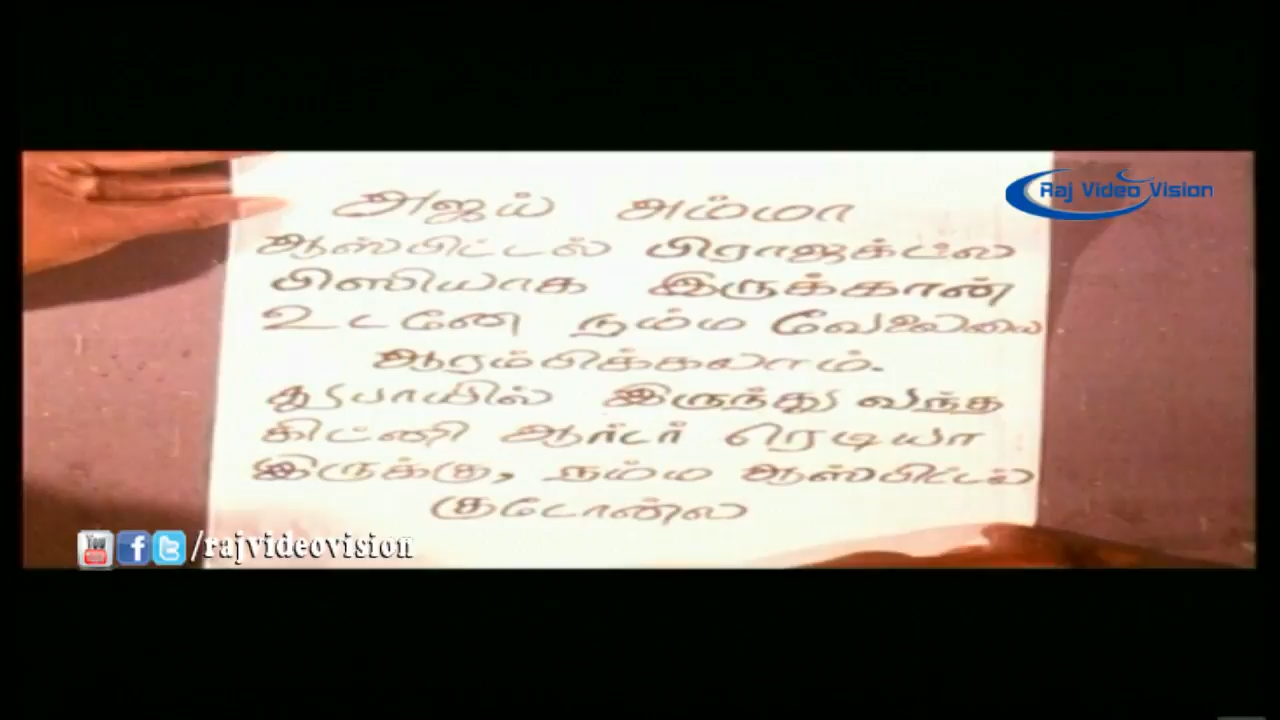 அஜய் அம்மா
Raj Video Vision
ஆஸ்பிட்டல் பிராஜக்ட்ல
பிஸியாக இருக்கான்
உடனே நம்ம வேலையை
ஆரம்பிக்கலாம்.
துபாயில் இருந்து வந்த
கிட்னி ஆர்டர் ரெடியா
இருக்கு, நம்ம ஆஸ்பிட்டல்
குடோன்ல
/rajvideovision